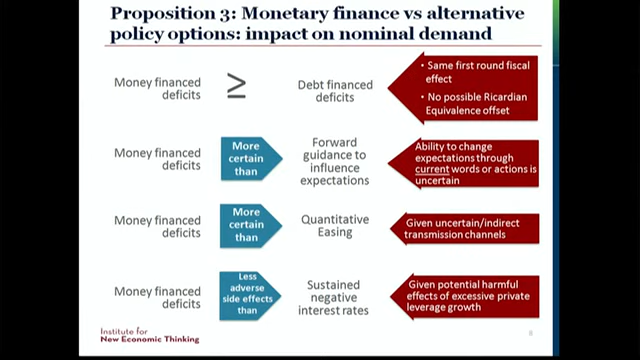 Proposition 3: Monetary finance vs alternative
policy options: impact on nominal demand
Money financed
deficits
≥
Debt financed
deficits
• Same first round fiscal
effect
• No possible Ricardian
Equivalence offset
Money financed
deficits
More
certain
than
Forward
guidance to
influence
expectations
Ability to change
expectations through
current words or actions is
uncertain
Money financed
deficits
More
certain
than
Quantitative
Easing
Given uncertain/indirect
transmission channels
Money financed
deficits
Less
adverse
side effects
than
Sustained
negative
interest rates
Given potential harmful
effects of excessive private
leverage growth
Institute for
New Economic Thinking
8